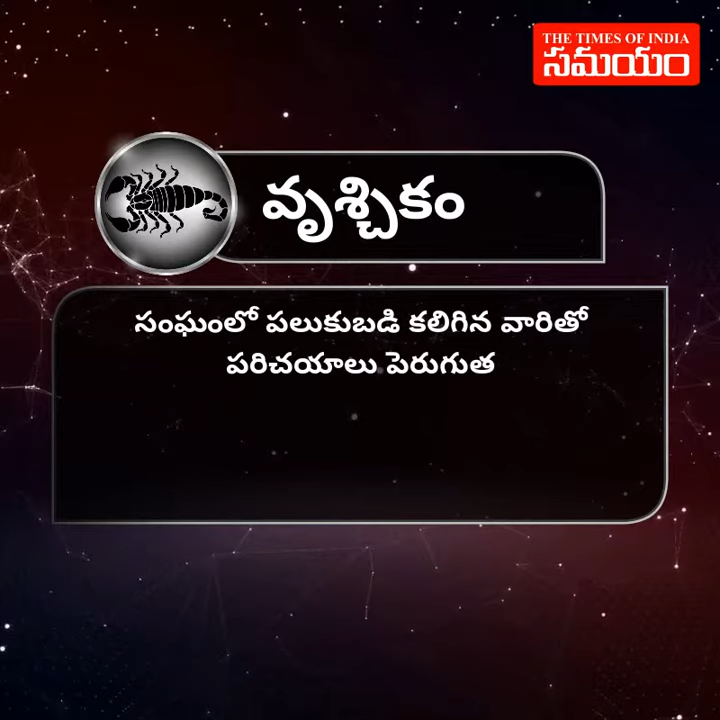 THE TIMES OF INDIA
సమయం
వృశ్చికం
సంఘంలో పలుకుబడి కలిగిన వారితో
పరిచయాలు పెరుగుత